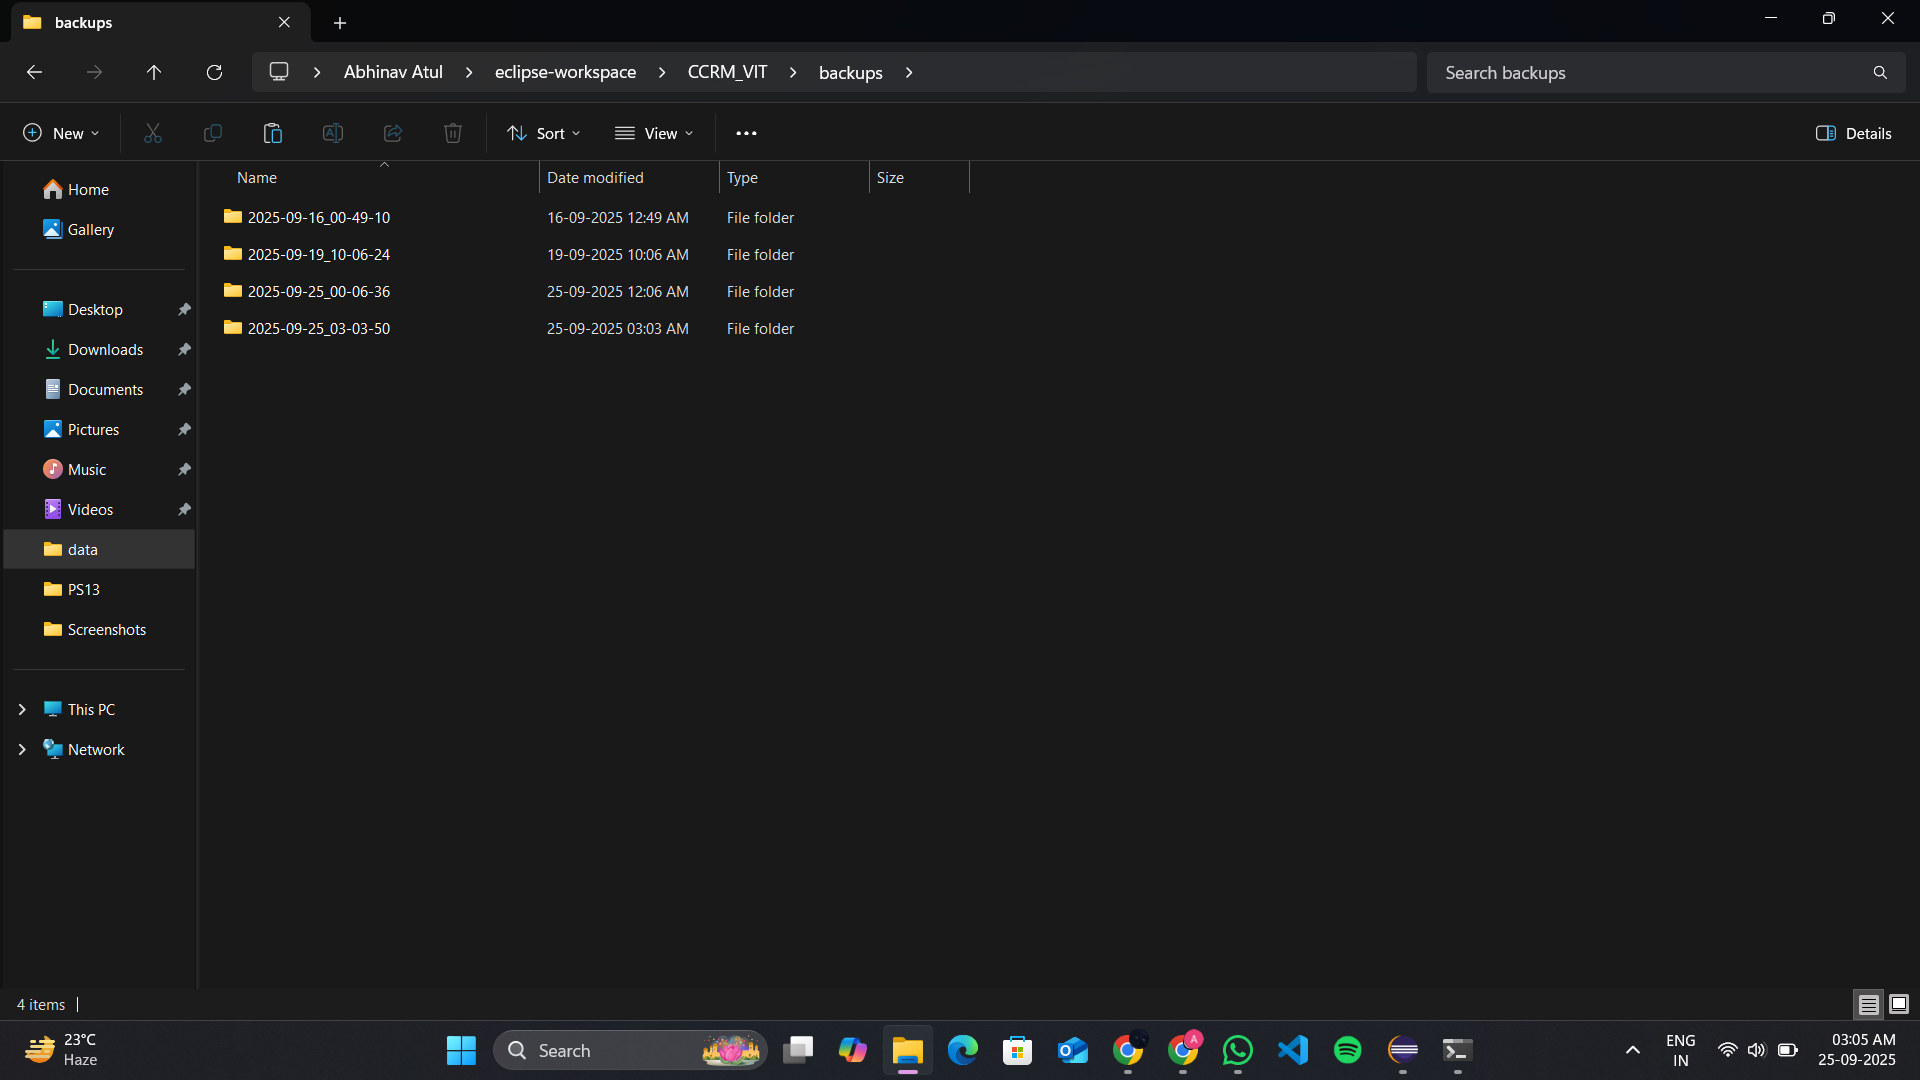 backups
Abhinav Atul > eclipse-workspace > CCRM_VIT > backups >
Search backups
New
Sort
View
Details
Name Date modified Type Size
2025-09-16_00-49-10 16-09-2025 12:49 AM File folder
2025-09-19_10-06-24 19-09-2025 10:06 AM File folder
2025-09-25_00-06-36 25-09-2025 12:06 AM File folder
2025-09-25_03-03-50 25-09-2025 03:03 AM File folder
Home
Gallery
Desktop
Downloads
Documents
Pictures
Music
Videos
data
PS13
Screenshots
This PC
Network
4 items
23°C
Haze
Search
A
ENG
IN
03:05 AM
25-09-2025